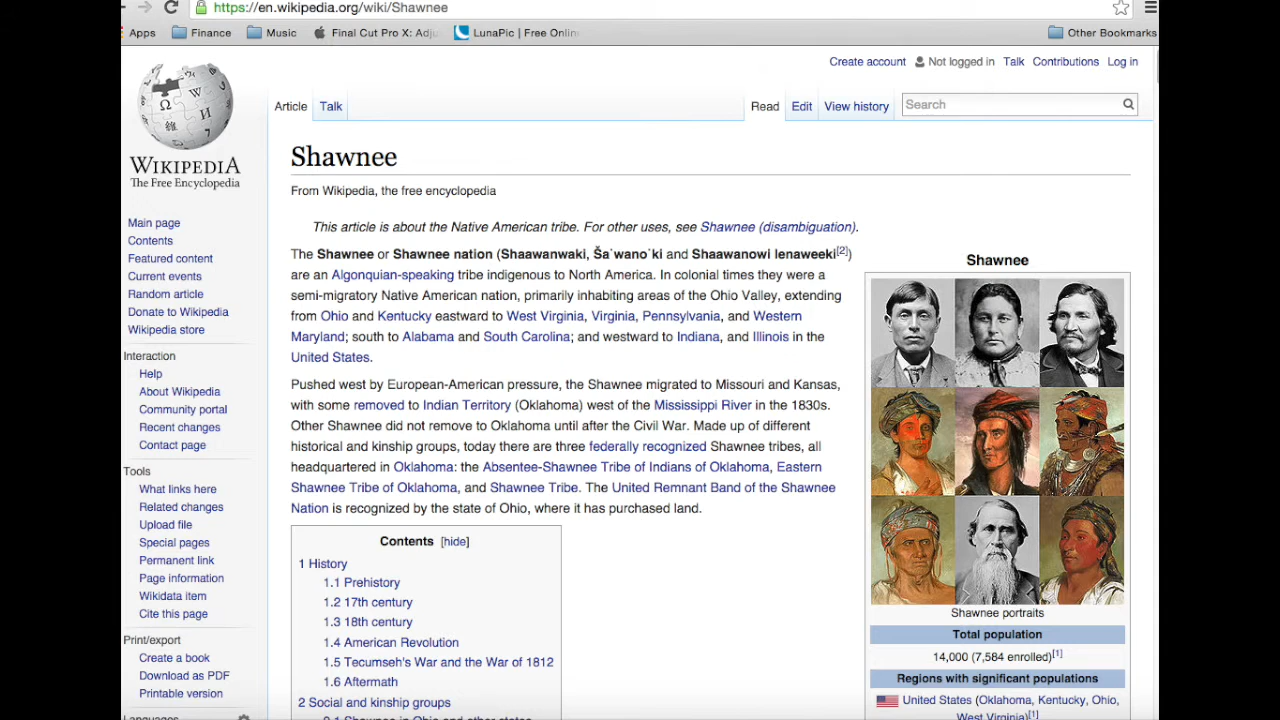 https://en.wikipedia.org/wiki/Shawnee
Apps Finance Music Final Cut Pro X: Adju LunaPic | Free Onlin Other Bookmarks
Create account Not logged in Talk Contributions Log in
Article Talk Read Edit View history Search
WIKIPEDIA
The Free Encyclopedia
Main page
Contents
Featured content
Current events
Random article
Donate to Wikipedia
Wikipedia store
Interaction
Help
About Wikipedia
Community portal
Recent changes
Contact page
Tools
What links here
Related changes
Upload file
Special pages
Permanent link
Page information
Wikidata item
Cite this page
Print/export
Create a book
Download as PDF
Printable version
Languages
Shawnee
From Wikipedia, the free encyclopedia
This article is about the Native American tribe. For other uses, see Shawnee (disambiguation).
The Shawnee or Shawnee nation (Shaawanwaki, Ša˙wano˙ki and Shaawanowi lenaweeki[2])
are an Algonquian-speaking tribe indigenous to North America. In colonial times they were a
semi-migratory Native American nation, primarily inhabiting areas of the Ohio Valley, extending
from Ohio and Kentucky eastward to West Virginia, Virginia, Pennsylvania, and Western
Maryland; south to Alabama and South Carolina; and westward to Indiana, and Illinois in the
United States.
Pushed west by European-American pressure, the Shawnee migrated to Missouri and Kansas,
with some removed to Indian Territory (Oklahoma) west of the Mississippi River in the 1830s.
Other Shawnee did not remove to Oklahoma until after the Civil War. Made up of different
historical and kinship groups, today there are three federally recognized Shawnee tribes, all
headquartered in Oklahoma: the Absentee-Shawnee Tribe of Indians of Oklahoma, Eastern
Shawnee Tribe of Oklahoma, and Shawnee Tribe. The United Remnant Band of the Shawnee
Nation is recognized by the state of Ohio, where it has purchased land.
Contents [hide]
1 History
1.1 Prehistory
1.2 17th century
1.3 18th century
1.4 American Revolution
1.5 Tecumseh's War and the War of 1812
1.6 Aftermath
2 Social and kinship groups
2.1 Shawnee in Ohio and other states
Shawnee
Shawnee portraits
Total population
14,000 (7,584 enrolled)[1]
Regions with significant populations
United States (Oklahoma, Kentucky, Ohio,
West Virginia)[1]